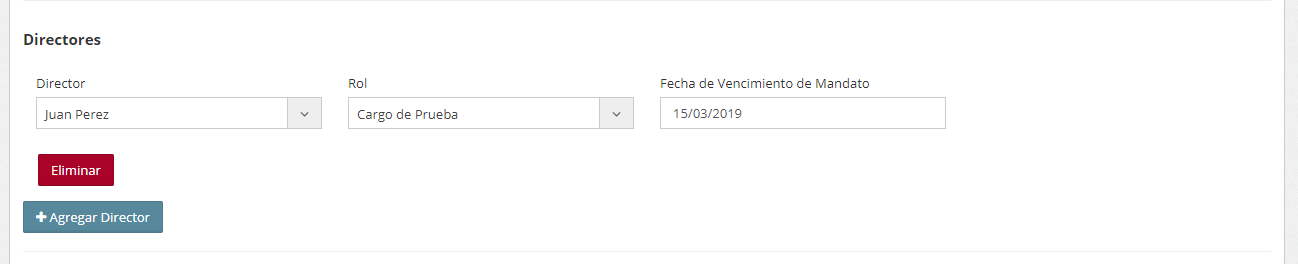 Directores
Director Rol Fecha de Vencimiento de Mandato
Juan Perez Cargo de Prueba 15/03/2019
Eliminar
Agregar Director